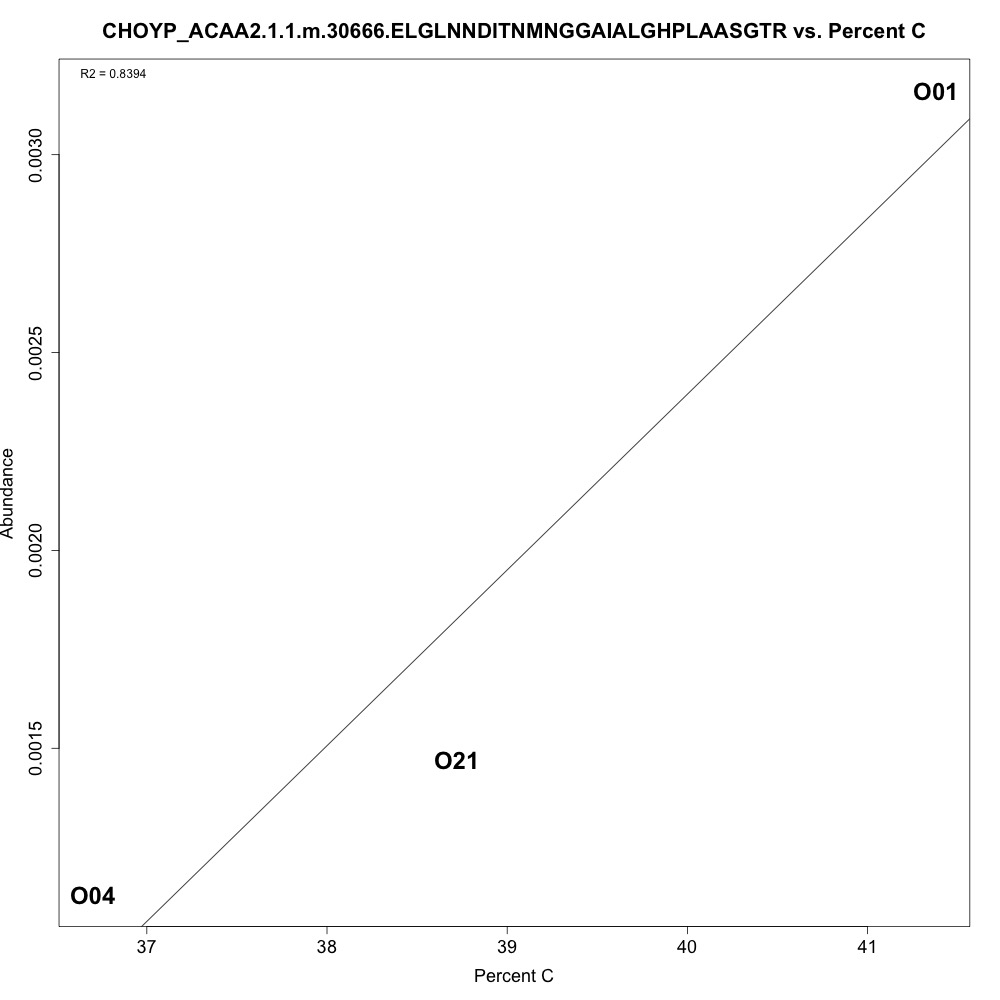 CHOYP_ACAA2.1.1.m.30666.ELGLNNDITNMNGGAIALGHPLAASGTR vs. Percent C
R2 = 0.8394
O01
0.0030
0.0025
Abundance
0.0020
0.0015
O21
O04
37 38 39 40 41
Percent C